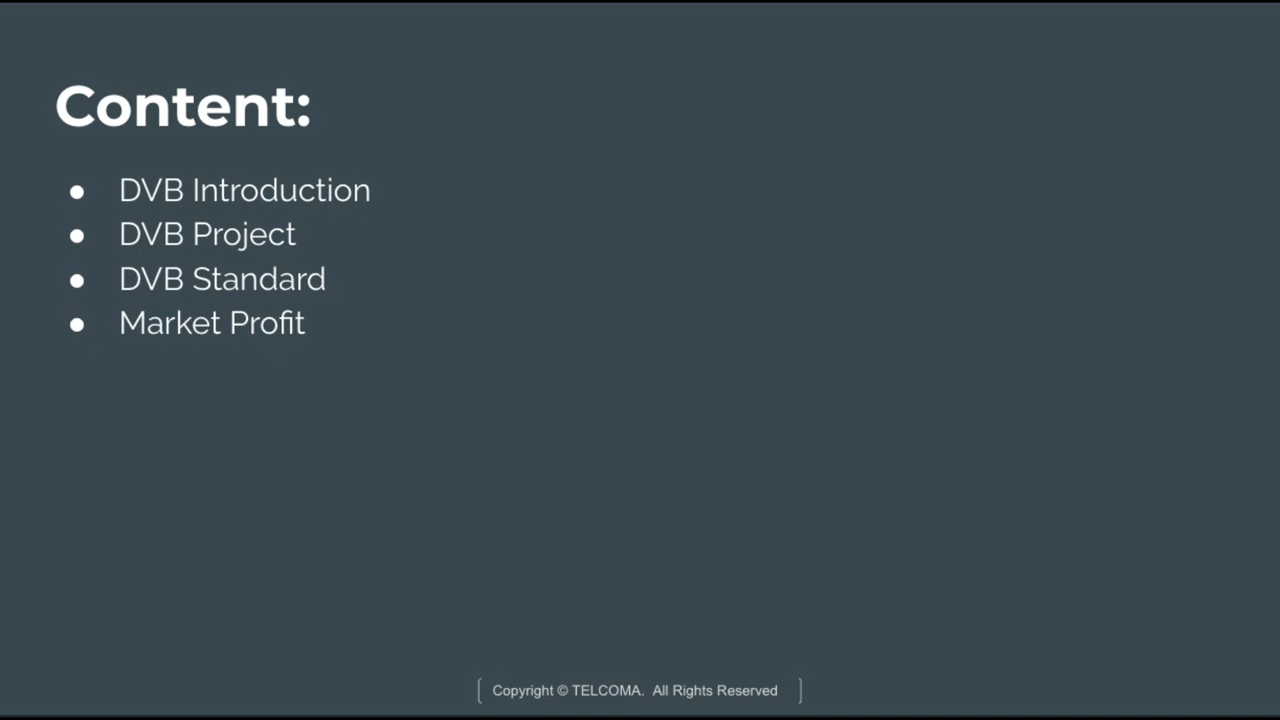 Content:
● DVB Introduction
● DVB Project
● DVB Standard
● Market Profit
[ Copyright © TELCOMA. All Rights Reserved ]